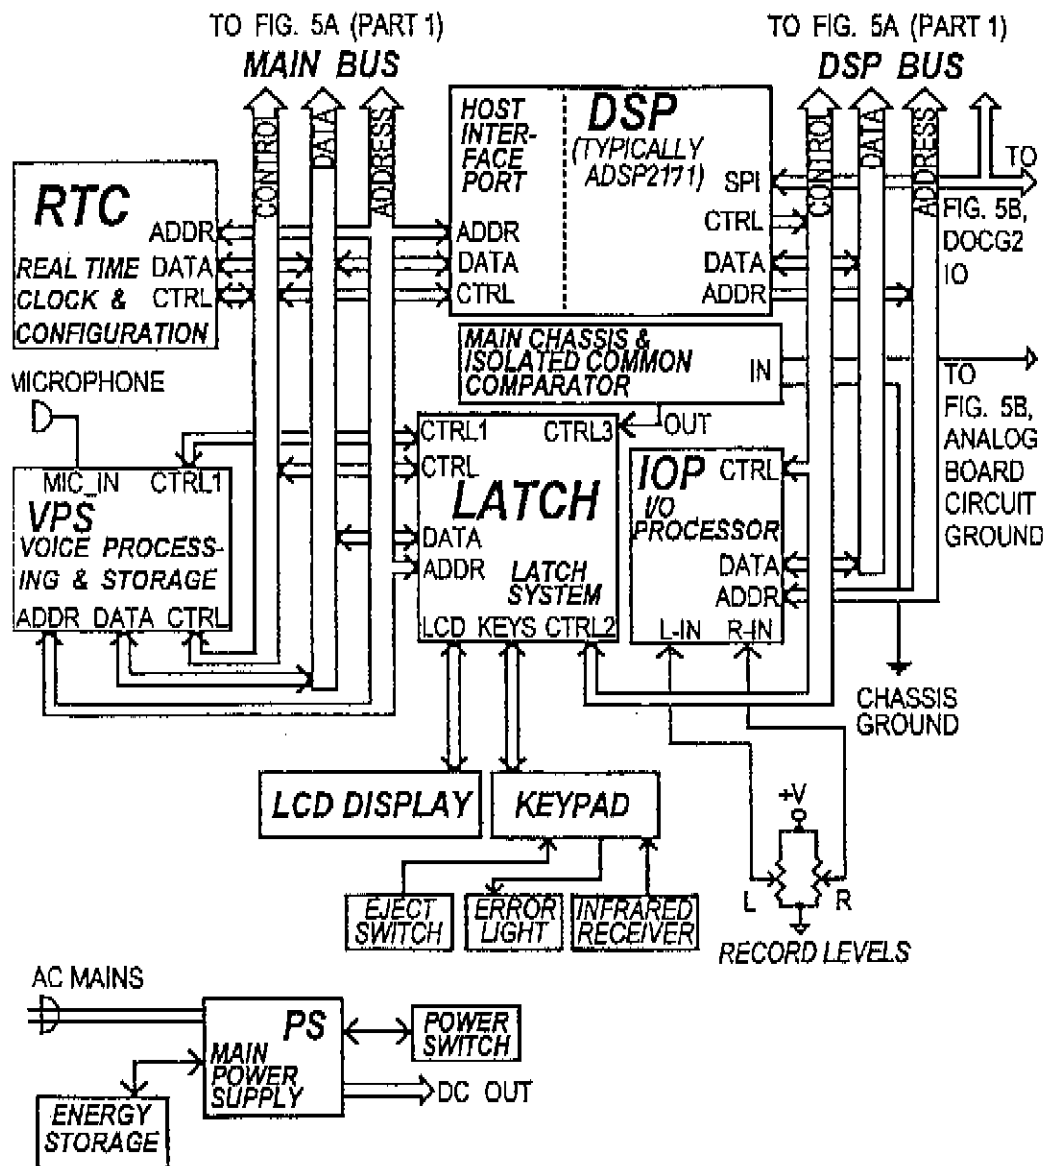 TO FIG. 5A (PART 1)
MAIN BUS
TO FIG. 5A (PART 1)
DSP BUS
CONTROL
DATA
ADDRESS
HOST
INTER-
FACE
PORT
DSP
(TYPICALLY
ADSP2171)
SPI
CTRL
DATA
ADDR
ADDR
DATA
CTRL
CONTROL
DATA
ADDRESS
TO
FIG. 5B,
DOCG2
IO
RTC
ADDR
REAL TIME DATA
CLOCK & CTRL
CONFIGURATION
MAIN CHASSIS &
ISOLATED COMMON
COMPARATOR
IN
OUT
TO
FIG. 5B,
ANALOG
BOARD
CIRCUIT
GROUND
MICROPHONE
MIC_IN CTRL1
VPS
VOICE PROCESS-
ING & STORAGE
ADDR DATA CTRL
CTRL1 CTRL3
CTRL
LATCH
DATA
ADDR
LATCH
SYSTEM
LCD KEYS CTRL2
IOP
CTRL
I/O
PROCESSOR
DATA
ADDR
L-IN R-IN
CHASSIS
GROUND
LCD DISPLAY
KEYPAD
EJECT
SWITCH
ERROR
LIGHT
INFRARED
RECEIVER
+V
L R
RECORD LEVELS
AC MAINS
PS
MAIN
POWER
SUPPLY
POWER
SWITCH
DC OUT
ENERGY
STORAGE